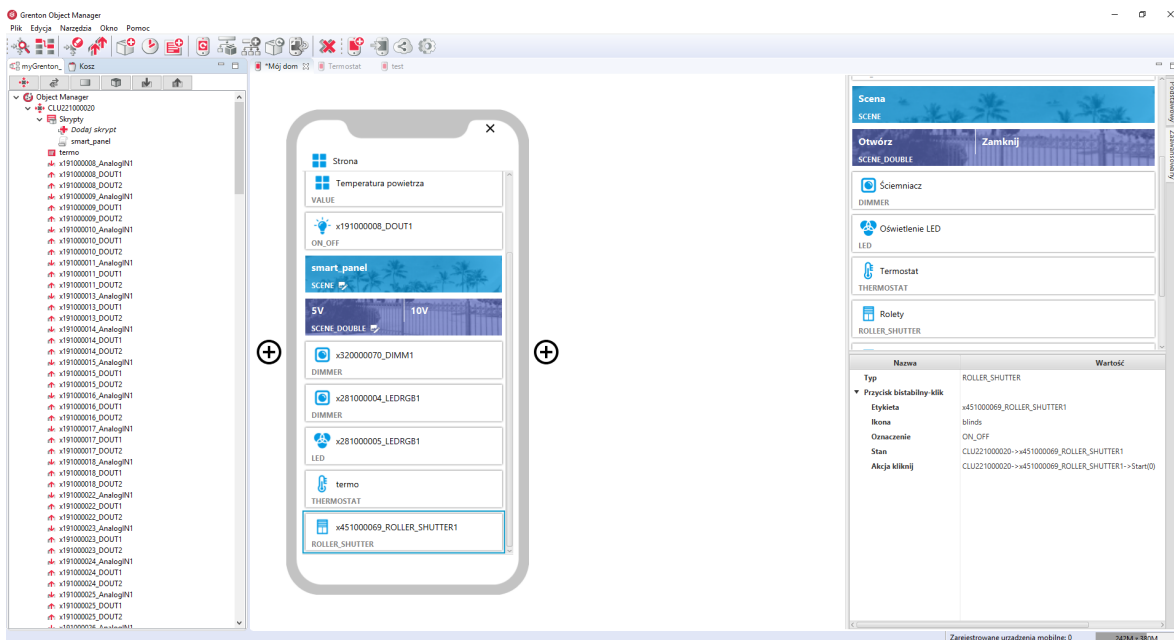 Grenton Object Manager
Plik Edycja Narzędzia Okno Pomoc
myGrenton_ Kosz
*Mój dom Termostat test
Object Manager
CLU221000020
Skrypty
Dodaj skrypt
smart_panel
termo
x191000008_AnalogIN1
x191000008_DOUT1
x191000008_DOUT2
x191000009_AnalogIN1
x191000009_DOUT1
x191000009_DOUT2
x191000010_AnalogIN1
x191000010_DOUT1
x191000010_DOUT2
x191000011_AnalogIN1
x191000011_DOUT1
x191000011_DOUT2
x191000013_AnalogIN1
x191000013_DOUT1
x191000013_DOUT2
x191000014_AnalogIN1
x191000014_DOUT1
x191000014_DOUT2
x191000015_AnalogIN1
x191000015_DOUT1
x191000015_DOUT2
x191000016_AnalogIN1
x191000016_DOUT1
x191000016_DOUT2
x191000017_AnalogIN1
x191000017_DOUT1
x191000017_DOUT2
x191000018_AnalogIN1
x191000018_DOUT1
x191000018_DOUT2
x191000022_AnalogIN1
x191000022_DOUT1
x191000022_DOUT2
x191000023_AnalogIN1
x191000023_DOUT1
x191000023_DOUT2
x191000024_AnalogIN1
x191000024_DOUT1
x191000024_DOUT2
x191000025_AnalogIN1
x191000025_DOUT1
x191000025_DOUT2
x191000026_AnalogIN1
Strona
Temperatura powietrza
VALUE
x191000008_DOUT1
ON_OFF
smart_panel
SCENE
5V 10V
SCENE_DOUBLE
x320000070_DIMM1
DIMMER
x281000004_LEDRGB1
DIMMER
x281000005_LEDRGB1
LED
termo
THERMOSTAT
x451000069_ROLLER_SHUTTER1
ROLLER_SHUTTER
Scena
SCENE
Otwórz Zamknij
SCENE_DOUBLE
Ściemniacz
DIMMER
Oświetlenie LED
LED
Termostat
THERMOSTAT
Rolety
ROLLER_SHUTTER
Podstawowy
Zaawansowany
Nazwa Wartość
Typ ROLLER_SHUTTER
Przycisk bistabilny-klik
Etykieta x451000069_ROLLER_SHUTTER1
Ikona blinds
Oznaczenie ON_OFF
Stan CLU221000020->x451000069_ROLLER_SHUTTER1
Akcja kliknij CLU221000020->x451000069_ROLLER_SHUTTER1->Start(0)
Zarejestrowane urządzenia mobilne: 0 242M z 380M